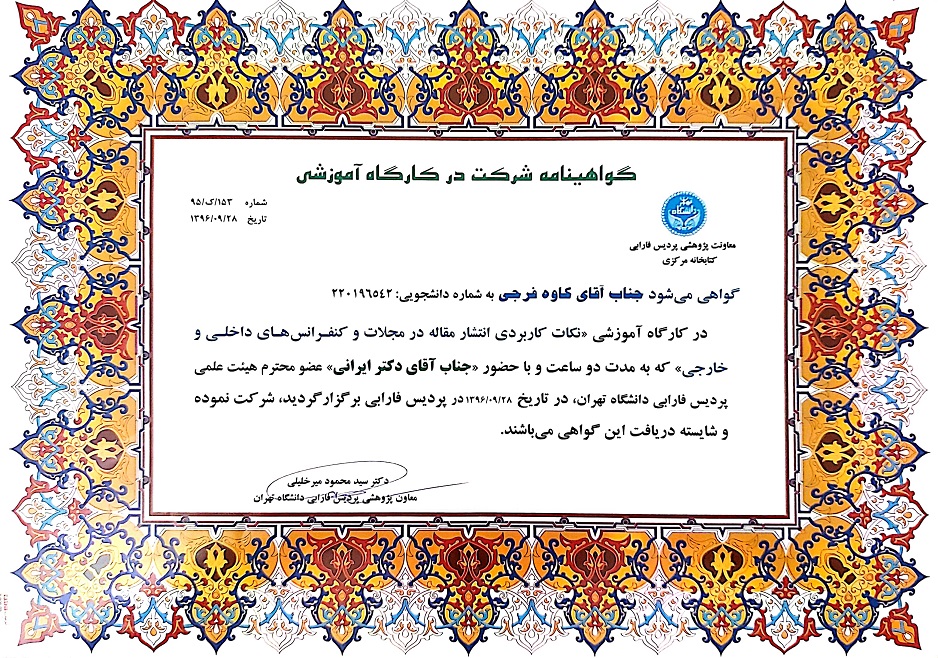 گواهینامه شرکت در کارگاه آموزشی
شماره ۱۵۳/ک/۹۵
تاریخ ۱۳۹۶/۰۹/۲۸
دانشگاه
معاونت پژوهشی پردیس فارابی
کتابخانه مرکزی
گواهی می‌شود جناب آقای کاوه فرجی به شماره دانشجویی: ۲۲۰۱۹۶۵۴۲
در کارگاه آموزشی «نکات کاربردی انتشار مقاله در مجلات و کنفرانس‌های داخلی و
خارجی» که به مدت دو ساعت و با حضور «جناب آقای دکتر ایرانی» عضو محترم هیئت علمی
پردیس فارابی دانشگاه تهران، در تاریخ ۱۳۹۶/۰۹/۲۸ در پردیس فارابی برگزار گردید، شرکت نموده
و شایسته دریافت این گواهی می‌باشند.
دکتر سید محمود میرخلیلی
معاون پژوهشی پردیس فارابی دانشگاه تهران